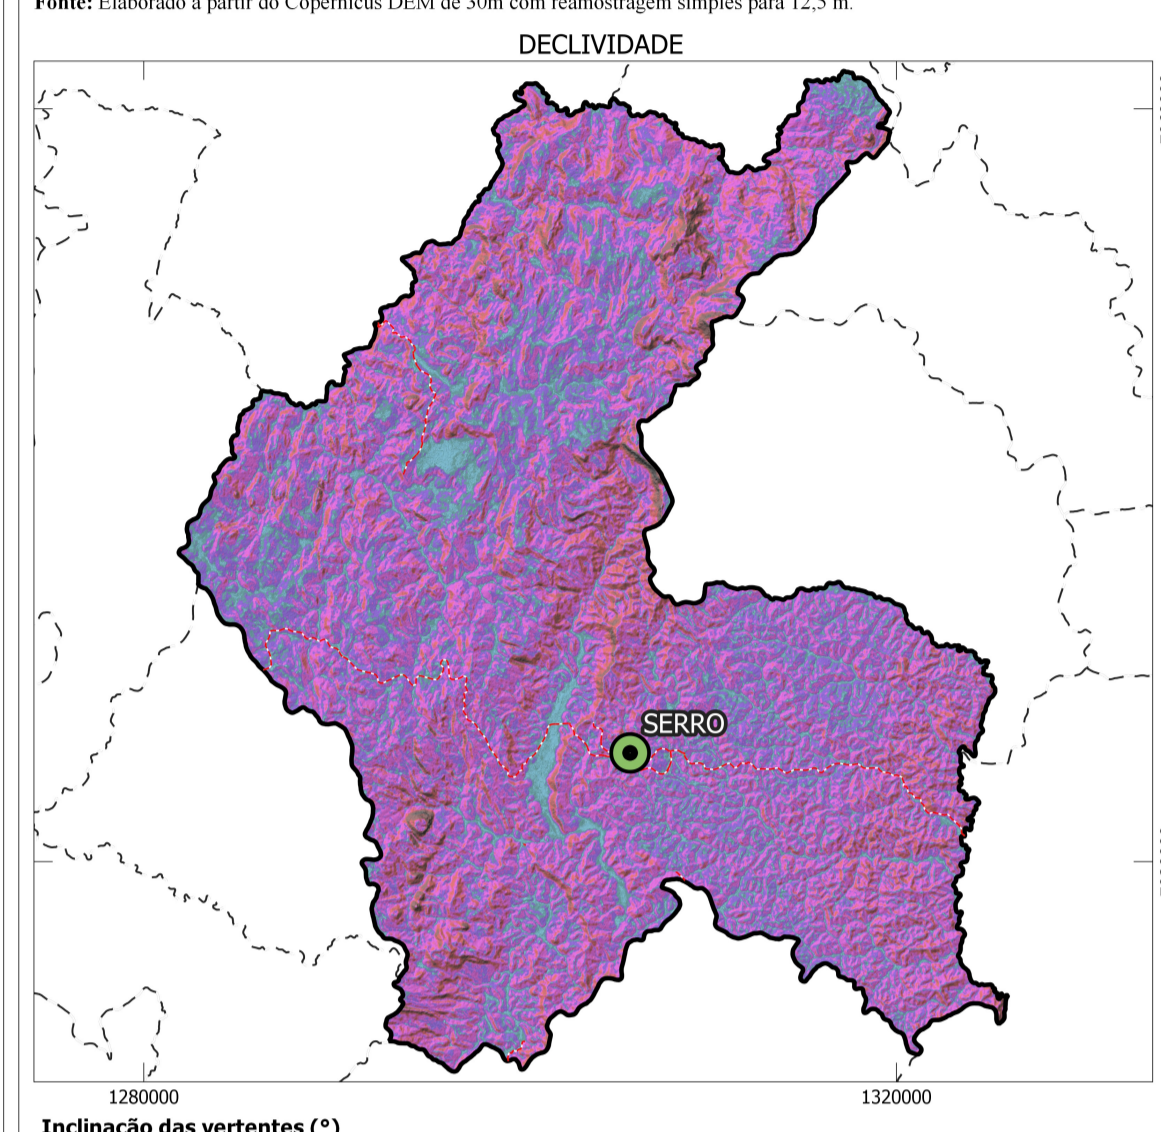 Fonte: Elaborado a partir do Copernicus DEM de 30m com reamostragem simples para 12,5 m.
DECLIVIDADE
SERRO
1280000
1320000
Inclinação das vertentes (°)